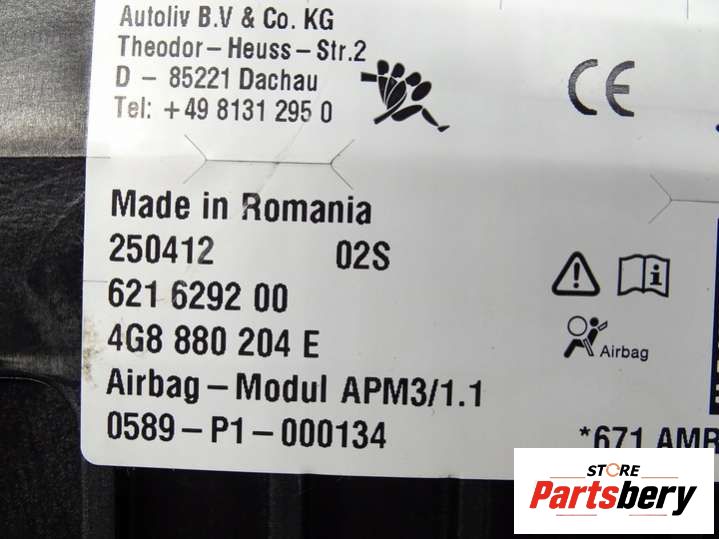 Autoliv B.V & Co. KG
Theodor-Heuss-Str.2
D - 85221 Dachau
Tel: +49 8131 295 0
CE
Made in Romania
250412 02S
621 6292 00
4G8 880 204 E
Airbag
Airbag-Modul APM3/1.1
0589-P1-000134
*671 AMR
STORE
Partsbery